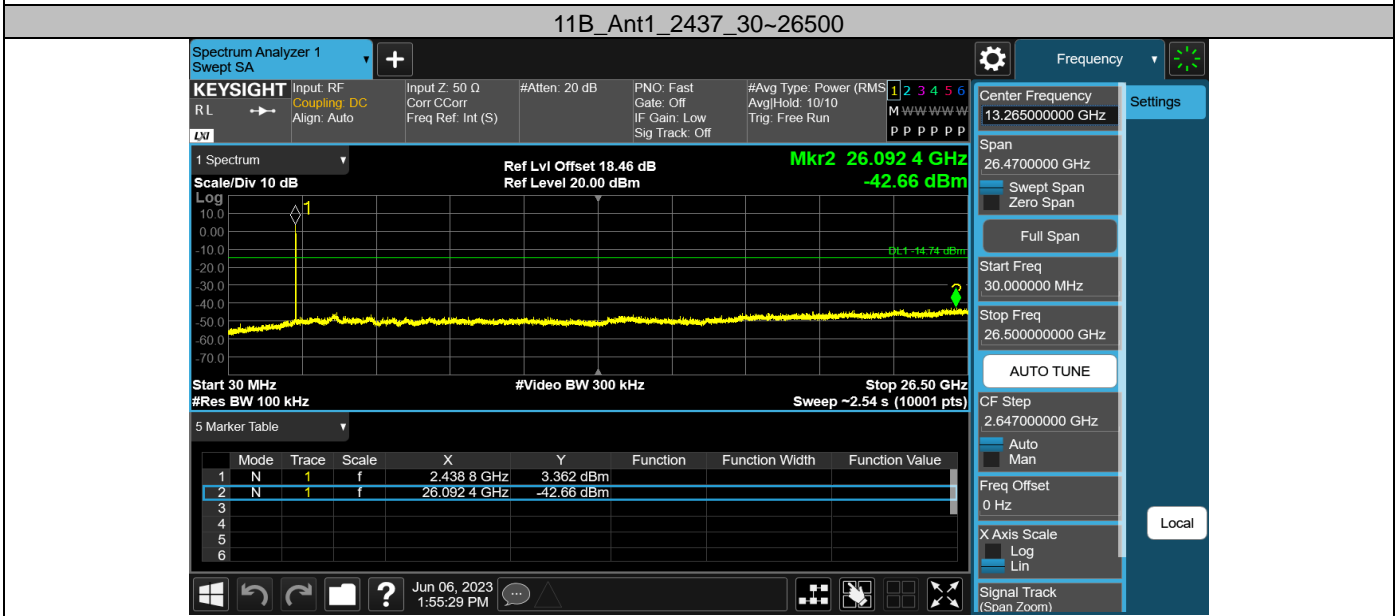 11B_Ant1_2437_30~26500
Spectrum Analyzer 1
Swept SA
Frequency
KEYSIGHT
RL
LXI
Input: RF
Coupling: DC
Align: Auto
Input Z: 50 Ω
Corr CCorr
Freq Ref: Int (S)
#Atten: 20 dB
PNO: Fast
Gate: Off
IF Gain: Low
Sig Track: Off
#Avg Type: Power (RMS
Avg|Hold: 10/10
Trig: Free Run
1 2 3 4 5 6
M W W W W W
P P P P P P
1 Spectrum
Scale/Div 10 dB
Ref Lvl Offset 18.46 dB
Ref Level 20.00 dBm
Mkr2 26.092 4 GHz
-42.66 dBm
Log
10.0
0.00
-10.0
-20.0
-30.0
-40.0
-50.0
-60.0
-70.0
1
DL1 -14.74 dBm
2
Start 30 MHz
#Res BW 100 kHz
#Video BW 300 kHz
Stop 26.50 GHz
Sweep ~2.54 s (10001 pts)
5 Marker Table
Mode Trace Scale X Y Function Function Width Function Value
1 N 1 f 2.438 8 GHz 3.362 dBm
2 N 1 f 26.092 4 GHz -42.66 dBm
3
4
5
6
Jun 06, 2023
1:55:29 PM
Center Frequency
13.265000000 GHz
Settings
Span
26.4700000 GHz
Swept Span
Zero Span
Full Span
Start Freq
30.000000 MHz
Stop Freq
26.500000000 GHz
AUTO TUNE
CF Step
2.647000000 GHz
Auto
Man
Freq Offset
0 Hz
Local
X Axis Scale
Log
Lin
Signal Track
(Span Zoom)